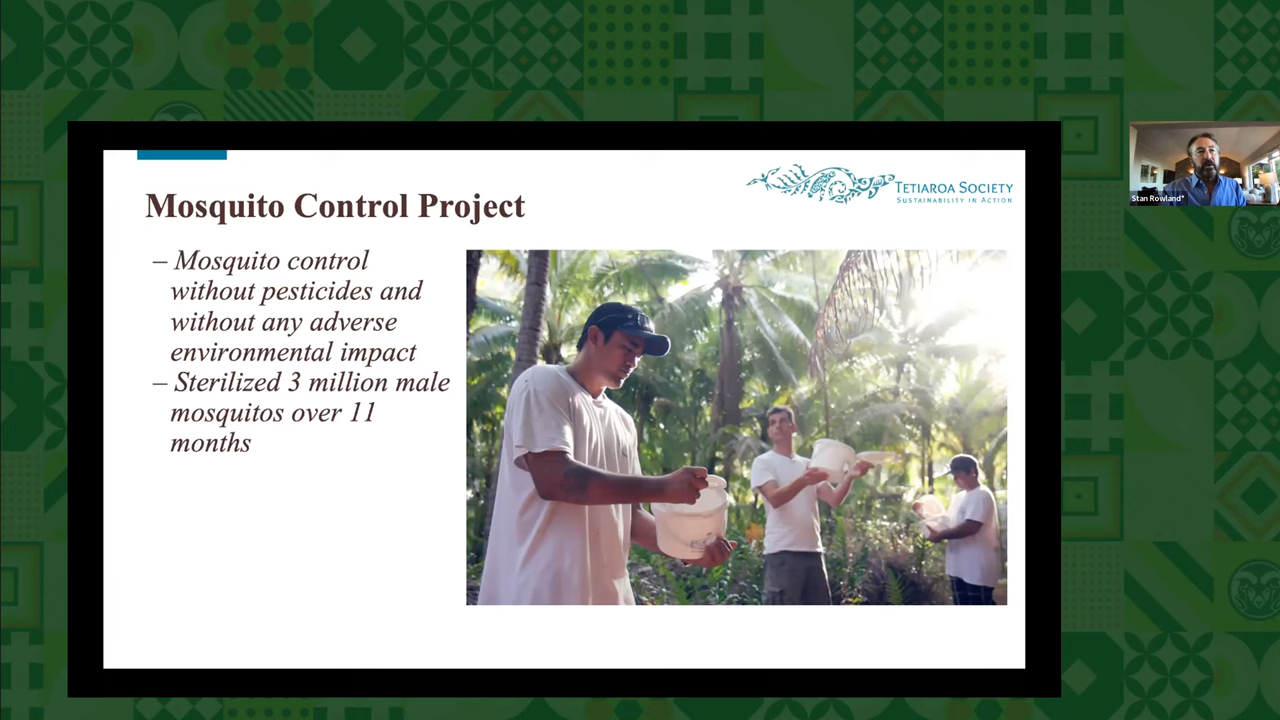 Mosquito Control Project
TETIAROA SOCIETY
SUSTAINABILITY IN ACTION
– Mosquito control
without pesticides and
without any adverse
environmental impact
– Sterilized 3 million male
mosquitos over 11
months
Stan Rowland*